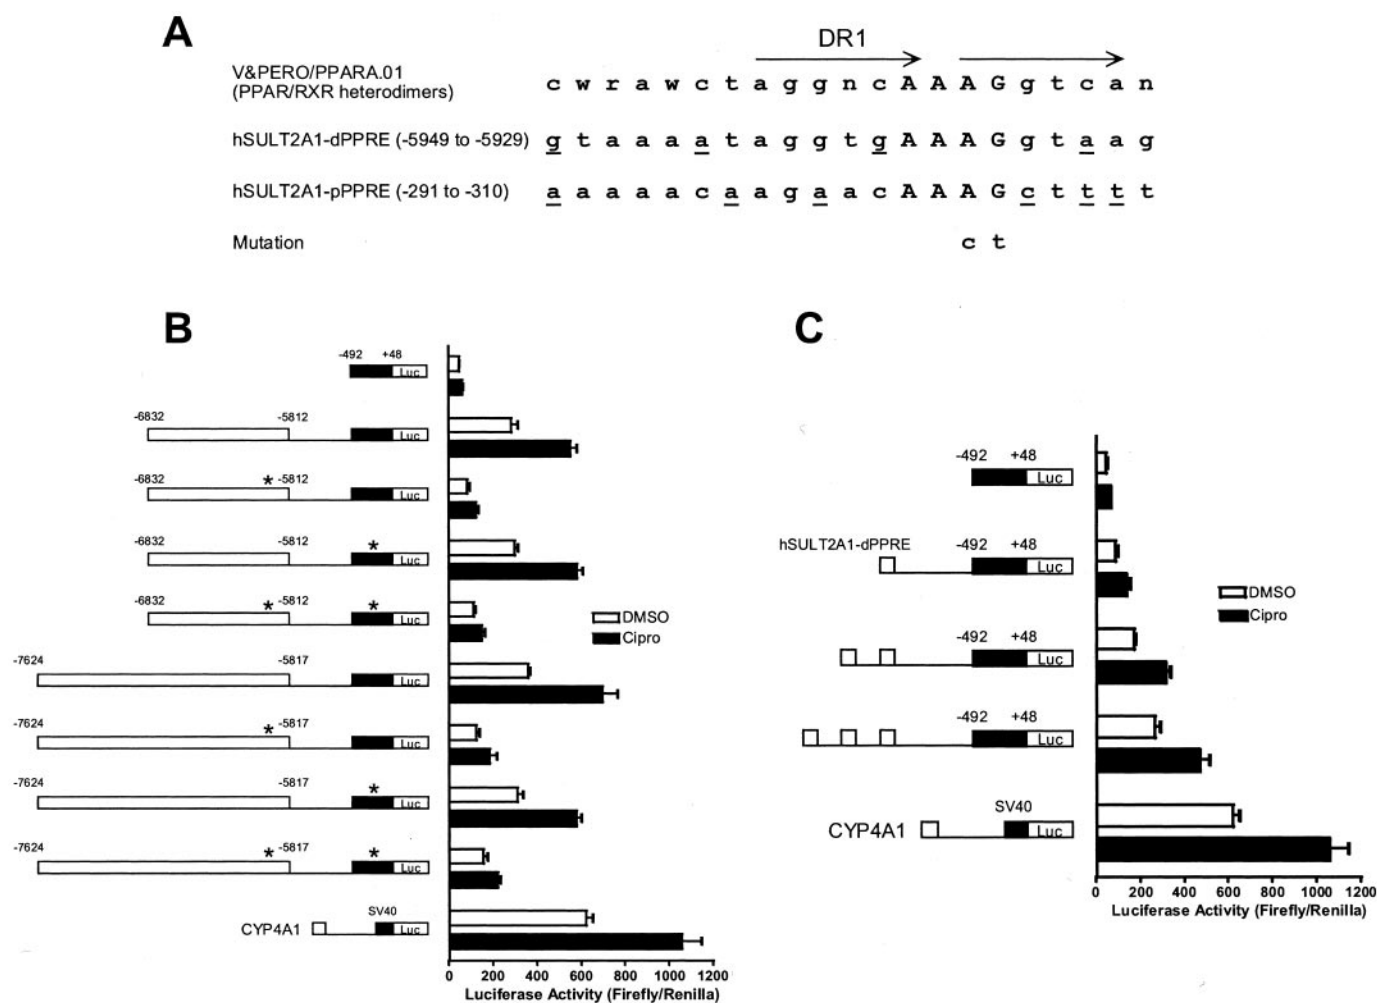 A
DR1
V&PERO/PPARA.01
(PPAR/RXR heterodimers)
c w r a w c t a g g n c A A A G g t c a n
hSULT2A1-dPPRE (-5949 to -5929)
g t a a a a t a g g t g A A A G g t a a g
hSULT2A1-pPPRE (-291 to -310)
a a a a a c a a g a a c A A A G c t t t t
Mutation
c t
B
-492 +48
Luc
-6832 -5812
Luc
-6832 * -5812
Luc
-6832 -5812 *
Luc
-6832 * -5812 *
Luc
-7624 -5817
Luc
-7624 * -5817
Luc
-7624 -5817 *
Luc
-7624 * -5817 *
Luc
CYP4A1 SV40
Luc
DMSO
Cipro
0 200 400 600 800 1000 1200
Luciferase Activity (Firefly/Renilla)
C
-492 +48
Luc
hSULT2A1-dPPRE -492 +48
Luc
-492 +48
Luc
-492 +48
Luc
CYP4A1 SV40
Luc
DMSO
Cipro
0 200 400 600 800 1000 1200
Luciferase Activity (Firefly/Renilla)